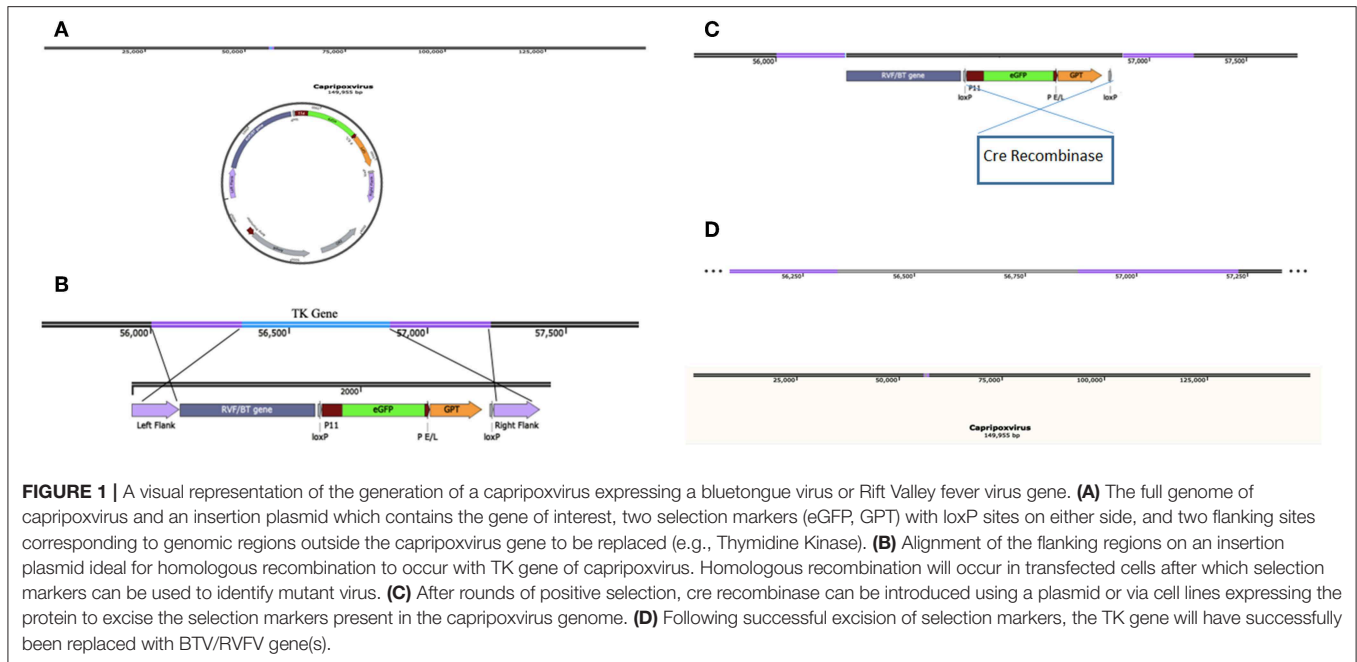 A
25,000 50,000 75,000 100,000 125,000
Capripoxvirus
149,955 bp
B
TK Gene
56,000 56,500 57,000 57,500
2000
RVF/BT gene eGFP GPT
Left Flank P11 P E/L Right Flank
loxP loxP
C
56,000 57,000 57,500
RVF/BT gene eGFP GPT
P11
loxP P E/L loxP
Cre Recombinase
D
56,250 56,500 56,750 57,000 57,250
25,000 50,000 75,000 100,000 125,000
Capripoxvirus
149,955 bp
FIGURE 1 | A visual representation of the generation of a capripoxvirus expressing a bluetongue virus or Rift Valley fever virus gene. (A) The full genome of
capripoxvirus and an insertion plasmid which contains the gene of interest, two selection markers (eGFP, GPT) with loxP sites on either side, and two flanking sites
corresponding to genomic regions outside the capripoxvirus gene to be replaced (e.g., Thymidine Kinase). (B) Alignment of the flanking regions on an insertion
plasmid ideal for homologous recombination to occur with TK gene of capripoxvirus. Homologous recombination will occur in transfected cells after which selection
markers can be used to identify mutant virus. (C) After rounds of positive selection, cre recombinase can be introduced using a plasmid or via cell lines expressing the
protein to excise the selection markers present in the capripoxvirus genome. (D) Following successful excision of selection markers, the TK gene will have successfully
been replaced with BTV/RVFV gene(s).